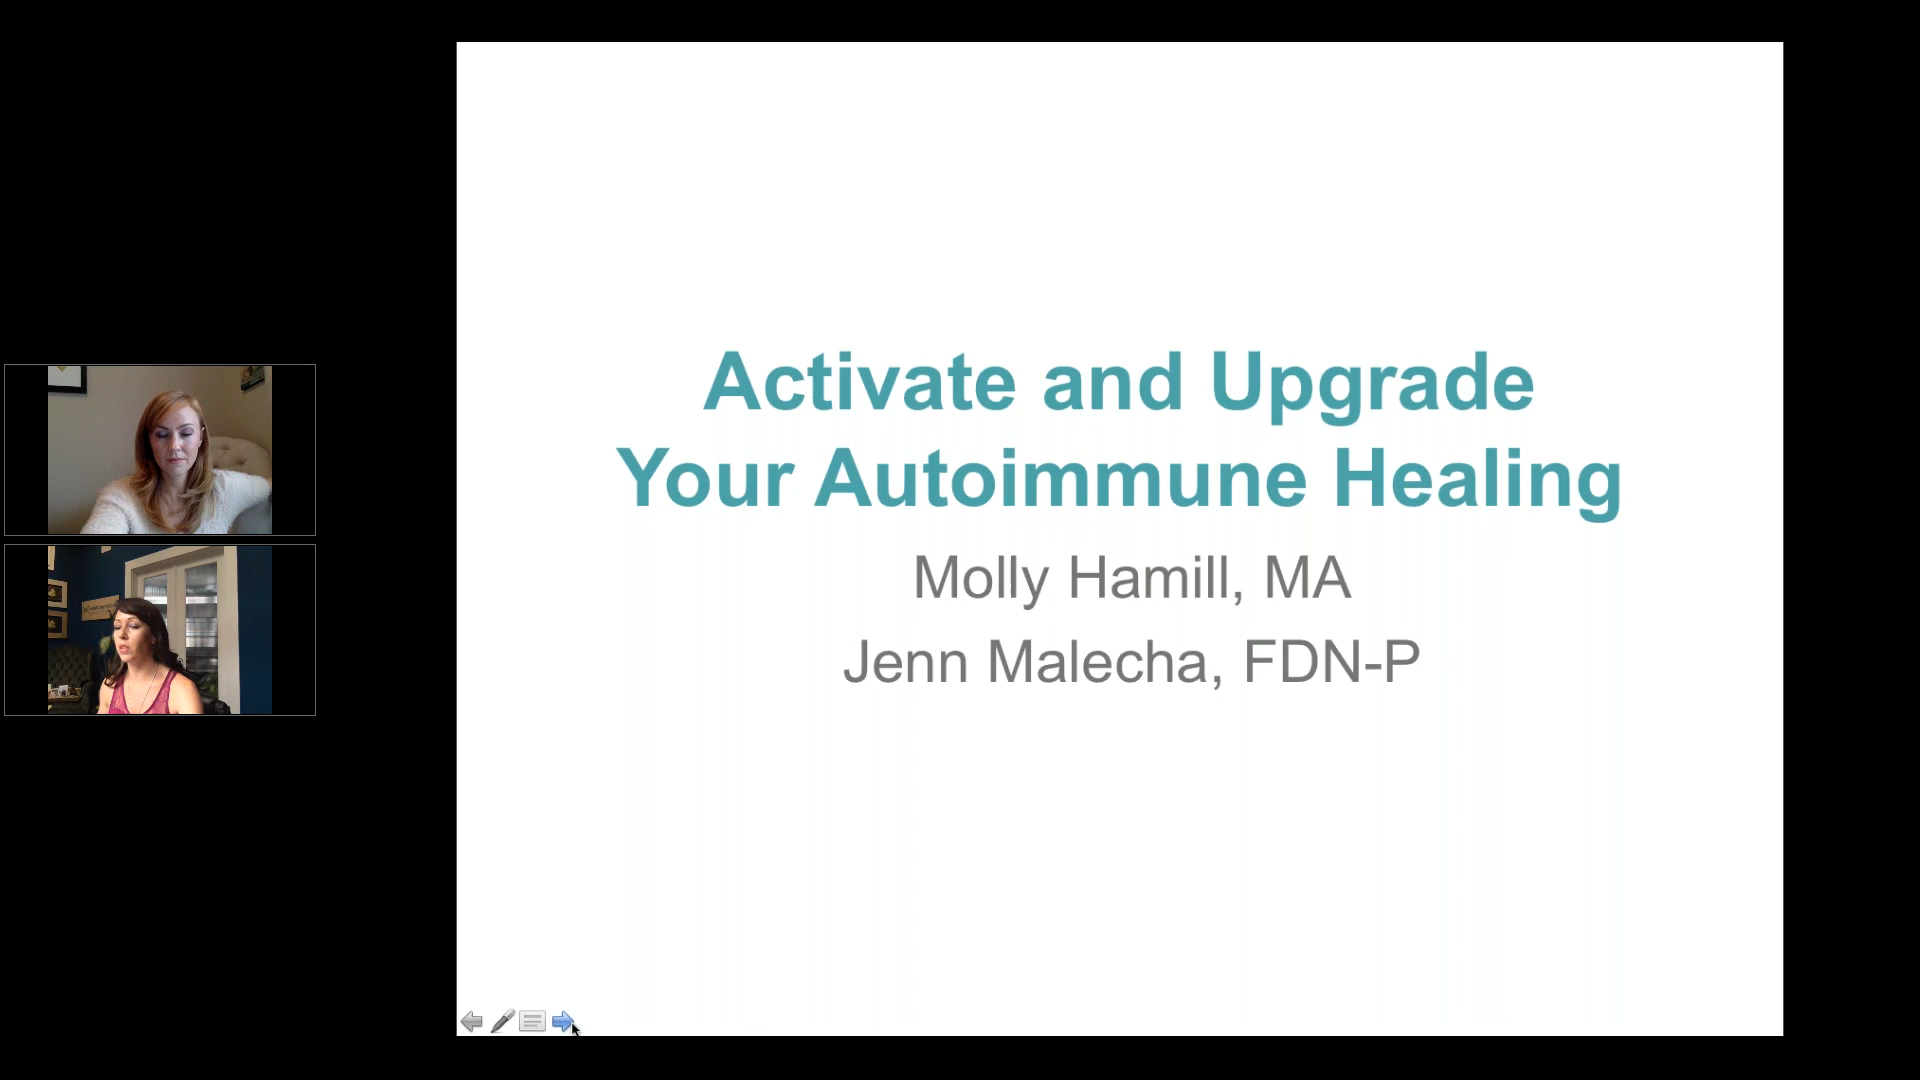 Activate and Upgrade
Your Autoimmune Healing
Molly Hamill, MA
Jenn Malecha, FDN-P